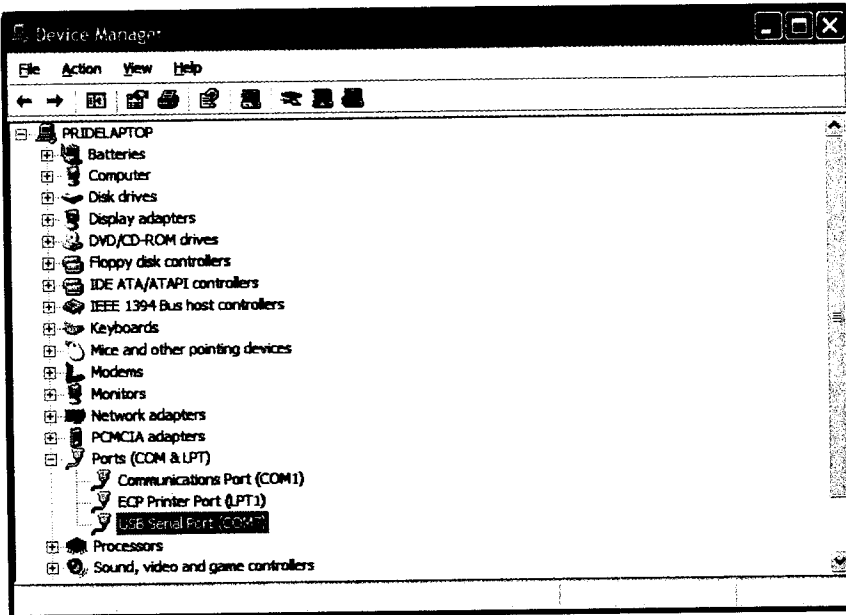 Device Manager
File Action View Help
PRIDELAPTOP
Batteries
Computer
Disk drives
Display adapters
DVD/CD-ROM drives
Floppy disk controllers
IDE ATA/ATAPI controllers
IEEE 1394 Bus host controllers
Keyboards
Mice and other pointing devices
Modems
Monitors
Network adapters
PCMCIA adapters
Ports (COM & LPT)
Communications Port (COM1)
ECP Printer Port (LPT1)
USB Serial Port (COM7)
Processors
Sound, video and game controllers